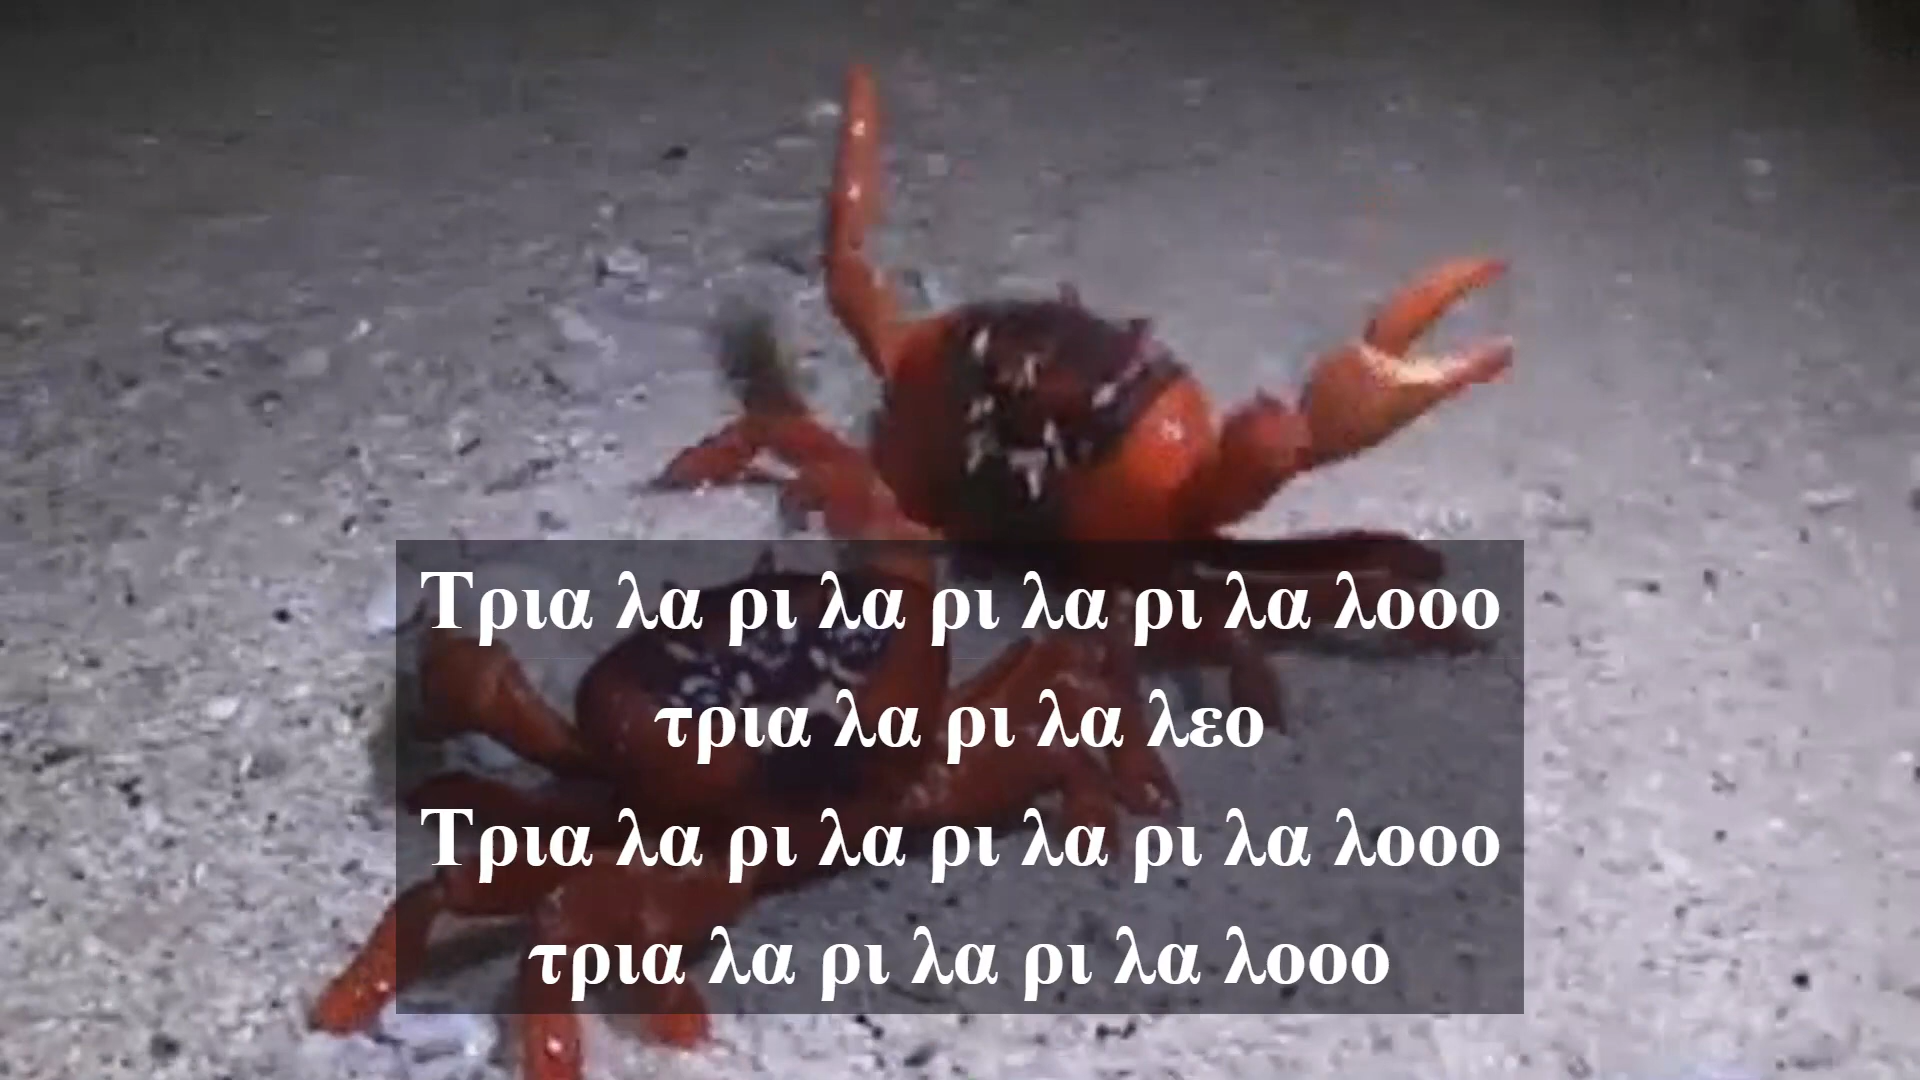 Τρια λα ρι λα ρι λα ρι λα λοοο
τρια λα ρι λα λεο
Τρια λα ρι λα ρι λα ρι λα λοοο
τρια λα ρι λα ρι λα λοοο